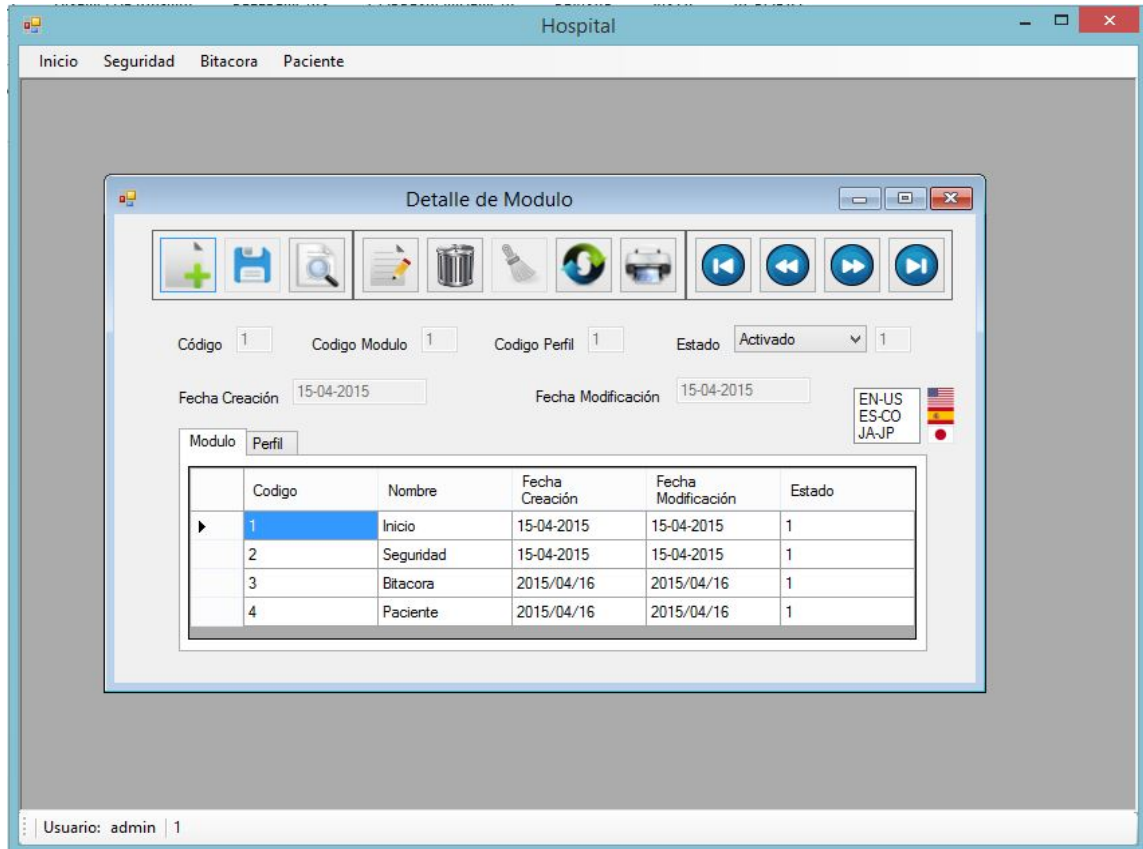 Hospital
Inicio Seguridad Bitacora Paciente
Detalle de Modulo
Código 1 Codigo Modulo 1 Codigo Perfil 1 Estado Activado 1
Fecha Creación 15-04-2015 Fecha Modificación 15-04-2015
EN-US
ES-CO
JA-JP
Modulo Perfil
Codigo Nombre Fecha Creación Fecha Modificación Estado
1 Inicio 15-04-2015 15-04-2015 1
2 Seguridad 15-04-2015 15-04-2015 1
3 Bitacora 2015/04/16 2015/04/16 1
4 Paciente 2015/04/16 2015/04/16 1
Usuario: admin 1